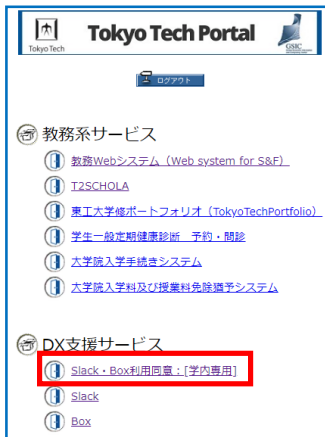 Tokyo Tech
Tokyo Tech Portal
GSIC
ログアウト
教務系サービス
教務Webシステム（Web system for S&F）
T2SCHOLA
東工大学修ポートフォリオ（TokyoTechPortfolio）
学生一般定期健康診断　予約・問診
大学院入学手続きシステム
大学院入学料及び授業料免除猶予システム
DX支援サービス
Slack・Box利用同意：[学内専用]
Slack
Box